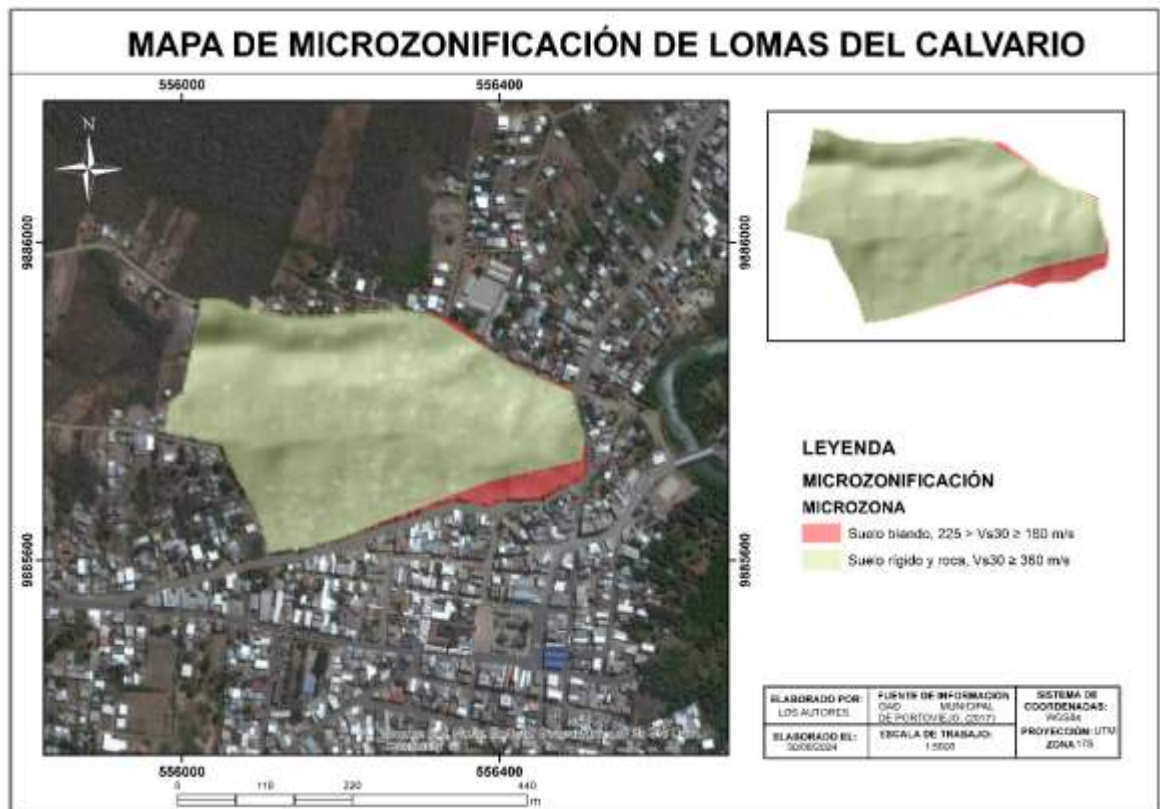 MAPA DE MICROZONIFICACIÓN DE LOMAS DEL CALVARIO
556000
556400
N
9886000
9886000
9885600
9885600
LEYENDA
MICROZONIFICACIÓN
MICROZONA
Suelo blando, 225 > Vs30 ≥ 180 m/s
Suelo rígido y roca, Vs30 ≥ 360 m/s
ELABORADO POR:
LOS AUTORES
FUENTE DE INFORMACIÓN
GAD MUNICIPAL
DE PORTOVIEJO, (2017)
SISTEMA DE
COORDENADAS:
WGS84
ELABORADO EL:
ESCALA DE TRABAJO:
PROYECCIÓN: UTM
ZONA 17S
556000
556400
0 110 220 440
m